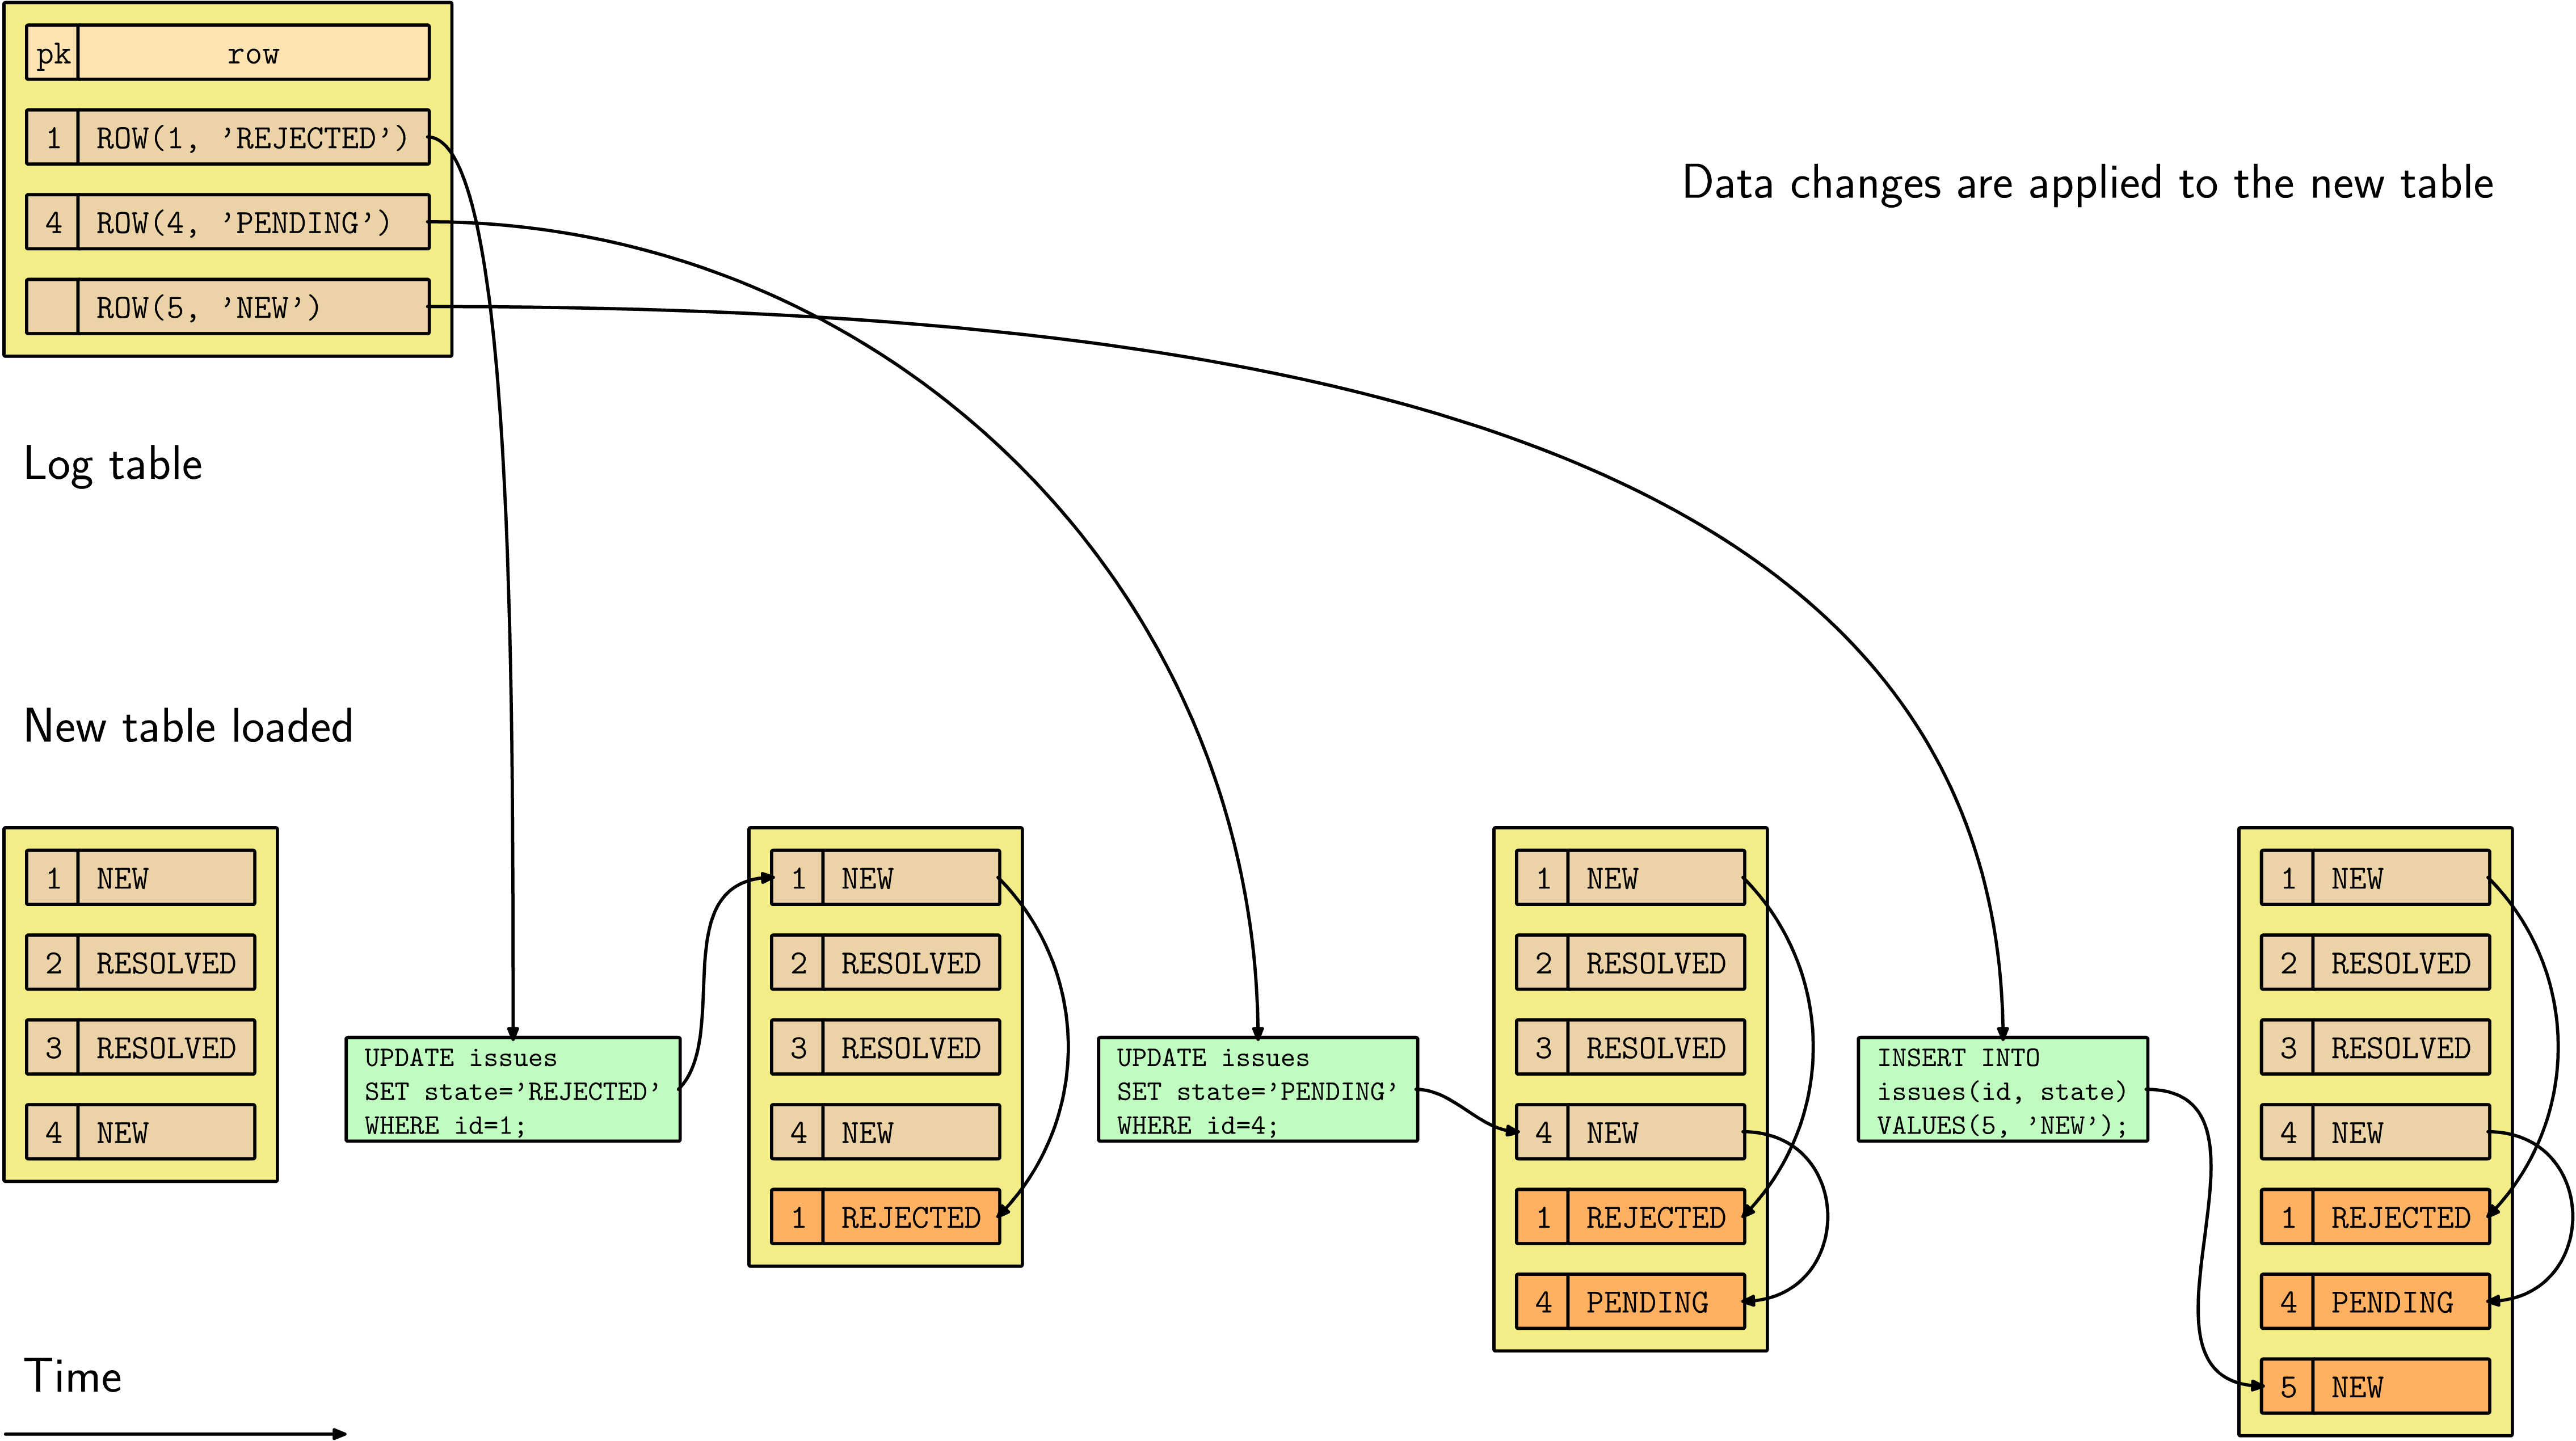 pk row
1 ROW(1, ’REJECTED’)
4 ROW(4, ’PENDING’)
ROW(5, ’NEW’)
Data changes are applied to the new table
Log table
New table loaded
1 NEW
2 RESOLVED
3 RESOLVED
4 NEW
UPDATE issues
SET state=’REJECTED’
WHERE id=1;
1 NEW
2 RESOLVED
3 RESOLVED
4 NEW
1 REJECTED
UPDATE issues
SET state=’PENDING’
WHERE id=4;
1 NEW
2 RESOLVED
3 RESOLVED
4 NEW
1 REJECTED
4 PENDING
INSERT INTO
issues(id, state)
VALUES(5, ’NEW’);
1 NEW
2 RESOLVED
3 RESOLVED
4 NEW
1 REJECTED
4 PENDING
5 NEW
Time